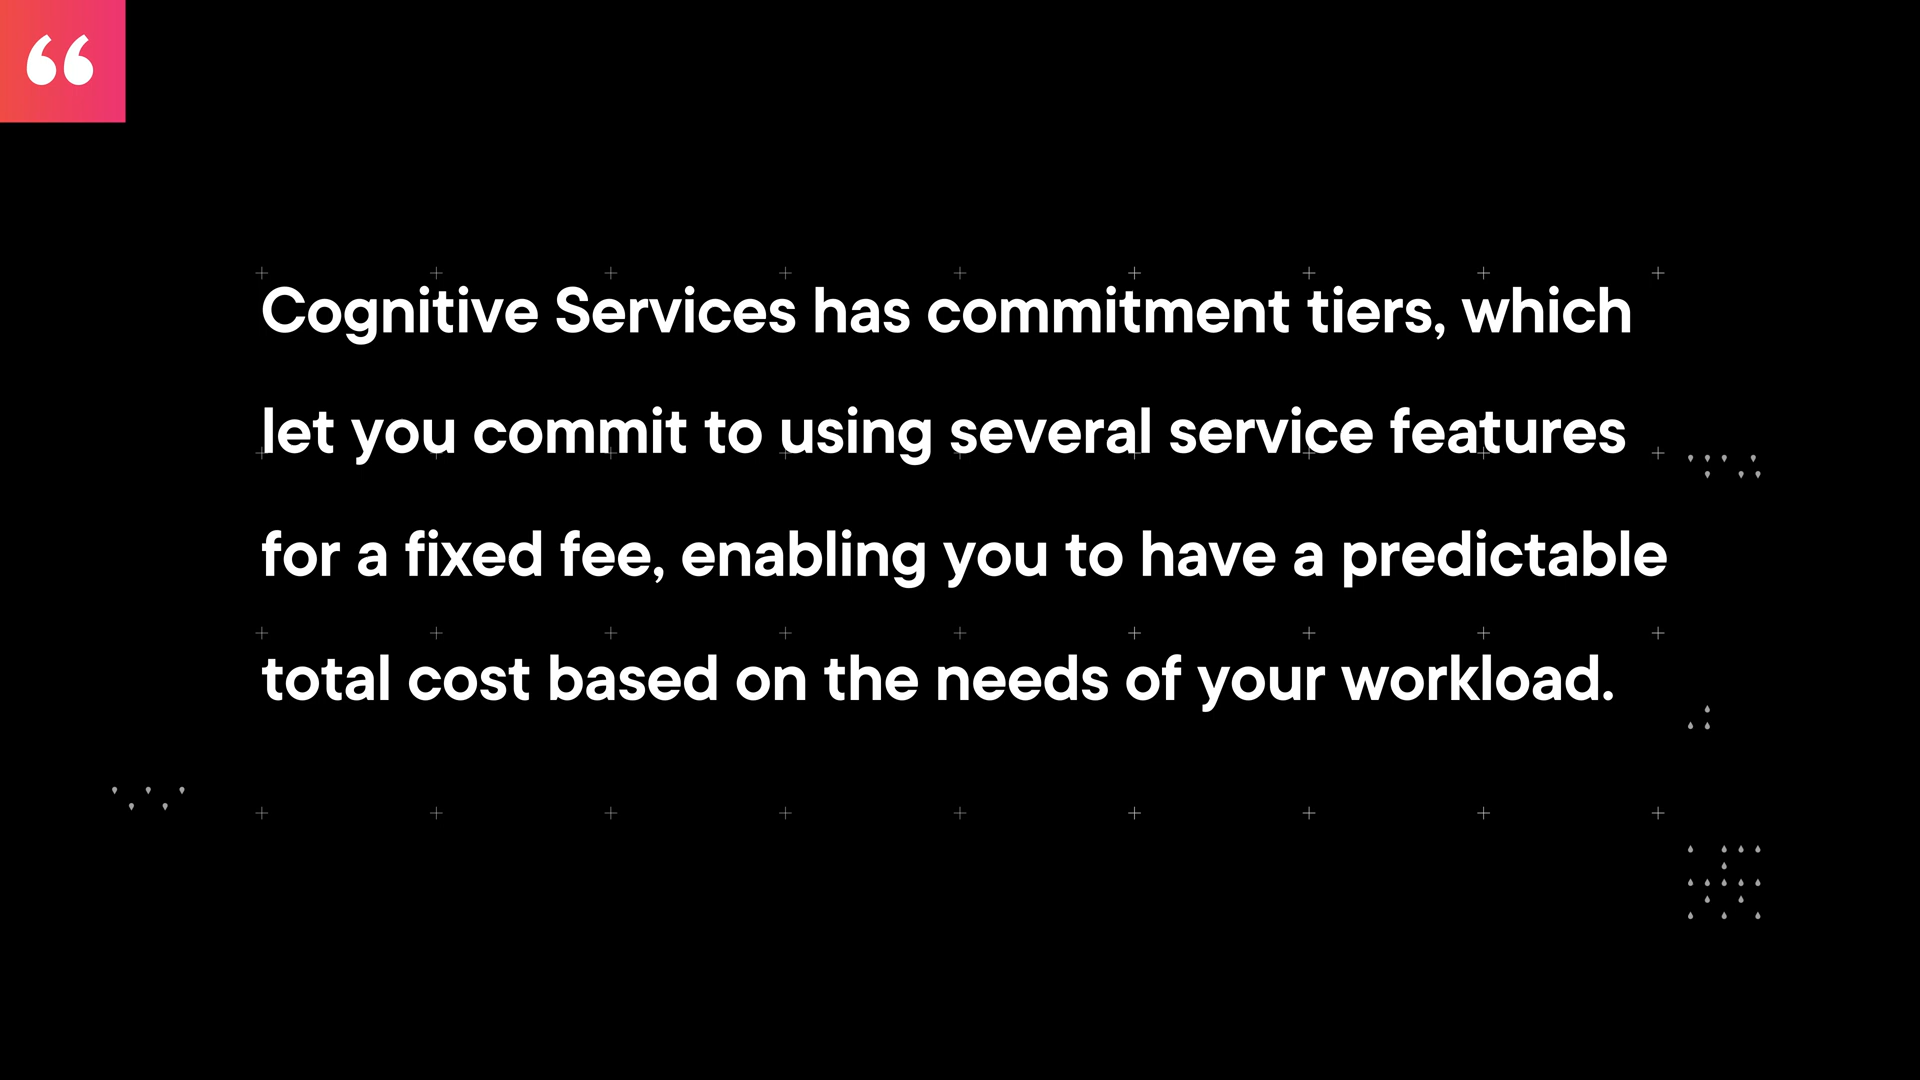 “
Cognitive Services has commitment tiers, which
let you commit to using several service features
for a fixed fee, enabling you to have a predictable
total cost based on the needs of your workload.